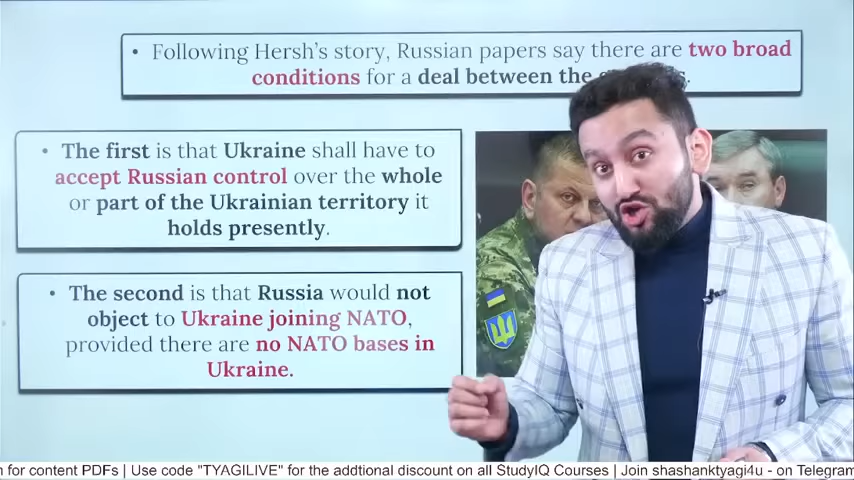 • Following Hersh's story, Russian papers say there are two broad
conditions for a deal between the
• The first is that Ukraine shall have to
accept Russian control over the whole
or part of the Ukrainian territory it
holds presently.
• The second is that Russia would not
object to Ukraine joining NATO,
provided there are no NATO bases in
Ukraine.
for content PDFs | Use code "TYAGILIVE" for the addtional discount on all StudyIQ Courses | Join shashanktyagi4u - on Telegram